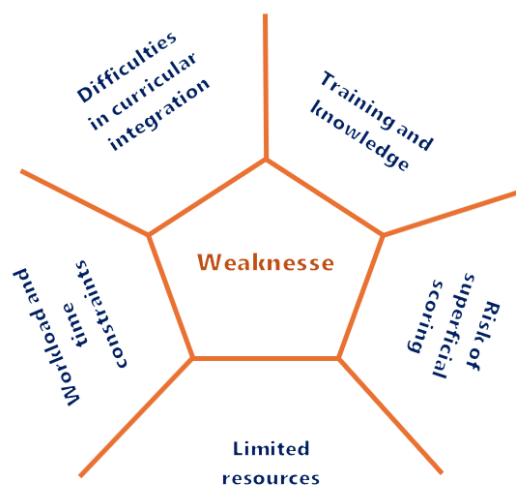 Difficulties
in curricular
integration
Training and
knowledge
Weaknesse
Workload and
time
constraints
Risk of
superficial
scoring
Limited
resources